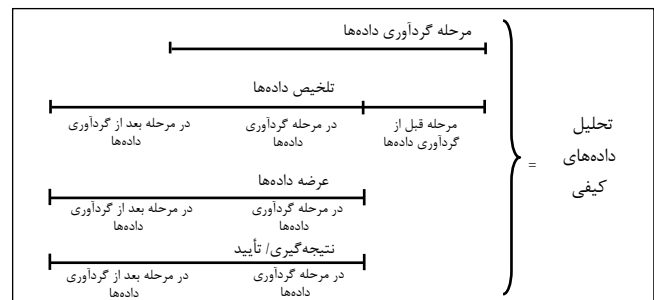 مرحله گردآوری داده‌ها
تلخیص داده‌ها
مرحله قبل از
گردآوری داده‌ها
در مرحله گردآوری
داده‌ها
در مرحله بعد از گردآوری
داده‌ها
عرضه داده‌ها
در مرحله گردآوری
داده‌ها
در مرحله بعد از گردآوری
داده‌ها
نتیجه‌گیری/ تأیید
در مرحله گردآوری
داده‌ها
در مرحله بعد از گردآوری
داده‌ها
=
تحلیل
داده‌های
کیفی